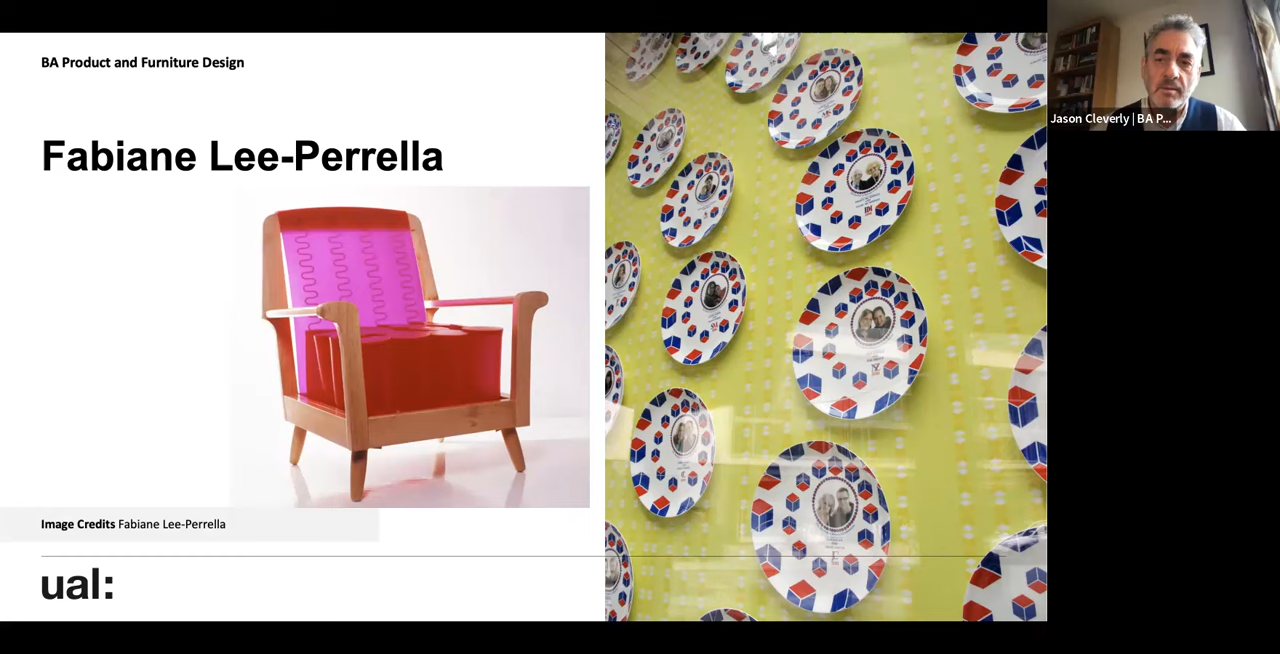 BA Product and Furniture Design
Fabiane Lee-Perrella
Image Credits Fabiane Lee-Perrella
ual:
Jason Cleverly | BA P...